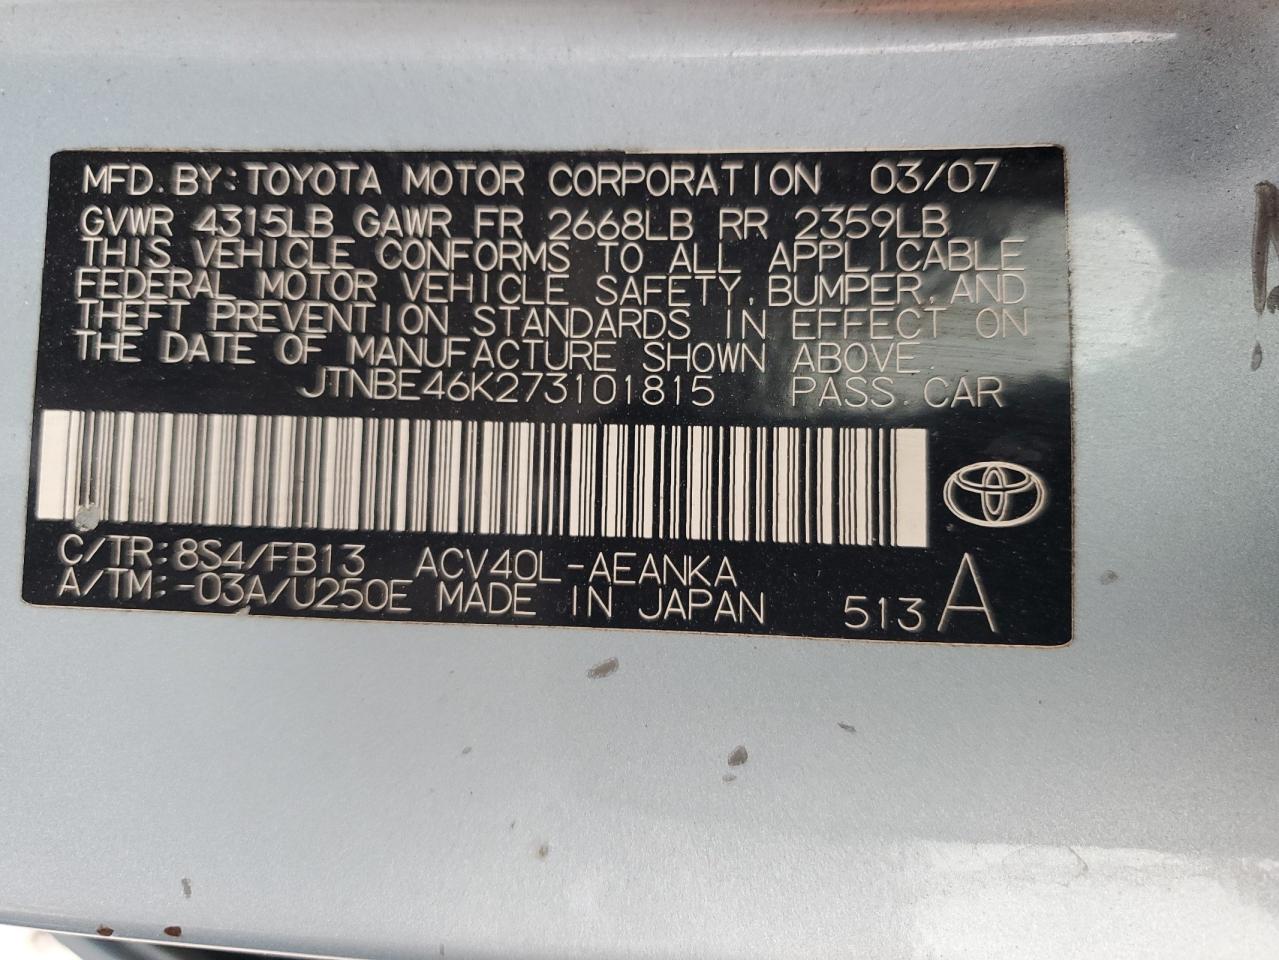 MFD. BY: TOYOTA MOTOR CORPORATION 03/07
GVWR 4315LB GAWR FR 2668LB RR 2359LB
THIS VEHICLE CONFORMS TO ALL APPLICABLE
FEDERAL MOTOR VEHICLE SAFETY, BUMPER, AND
THEFT PREVENTION STANDARDS IN EFFECT ON
THE DATE OF MANUFACTURE SHOWN ABOVE.
JTNBE46K273101815 PASS. CAR
C/TR: 8S4/FB13 ACV40L-AEANKA
A/TM: -03A/U250E MADE IN JAPAN 513 A